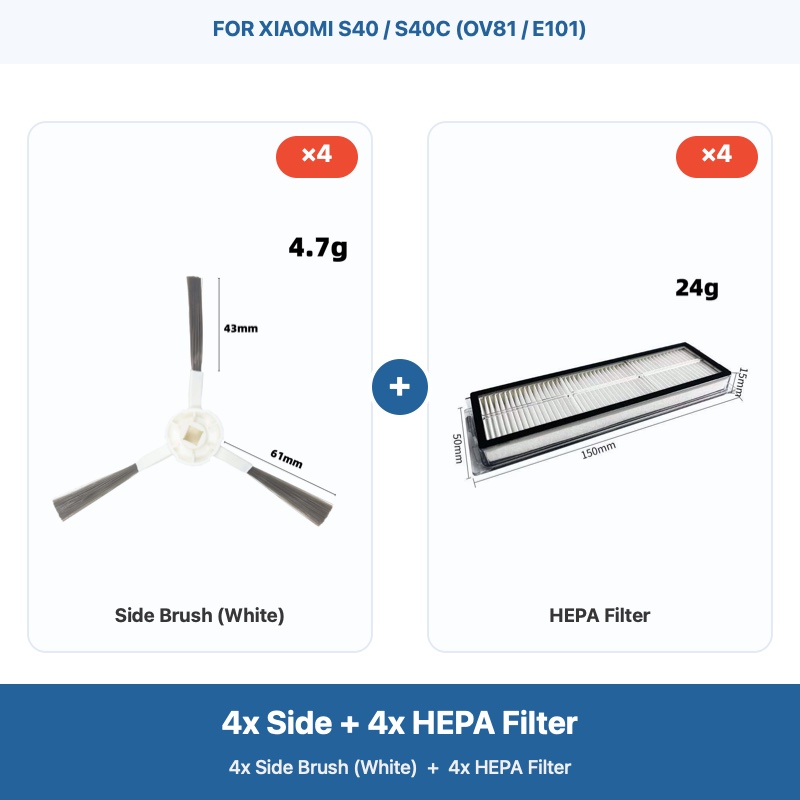 FOR XIAOMI S40 / S40C (OV81 / E101)
×4
4.7g
43mm
61mm
Side Brush (White)
+
×4
24g
15mm
50mm
150mm
HEPA Filter
4x Side + 4x HEPA Filter
4x Side Brush (White) + 4x HEPA Filter